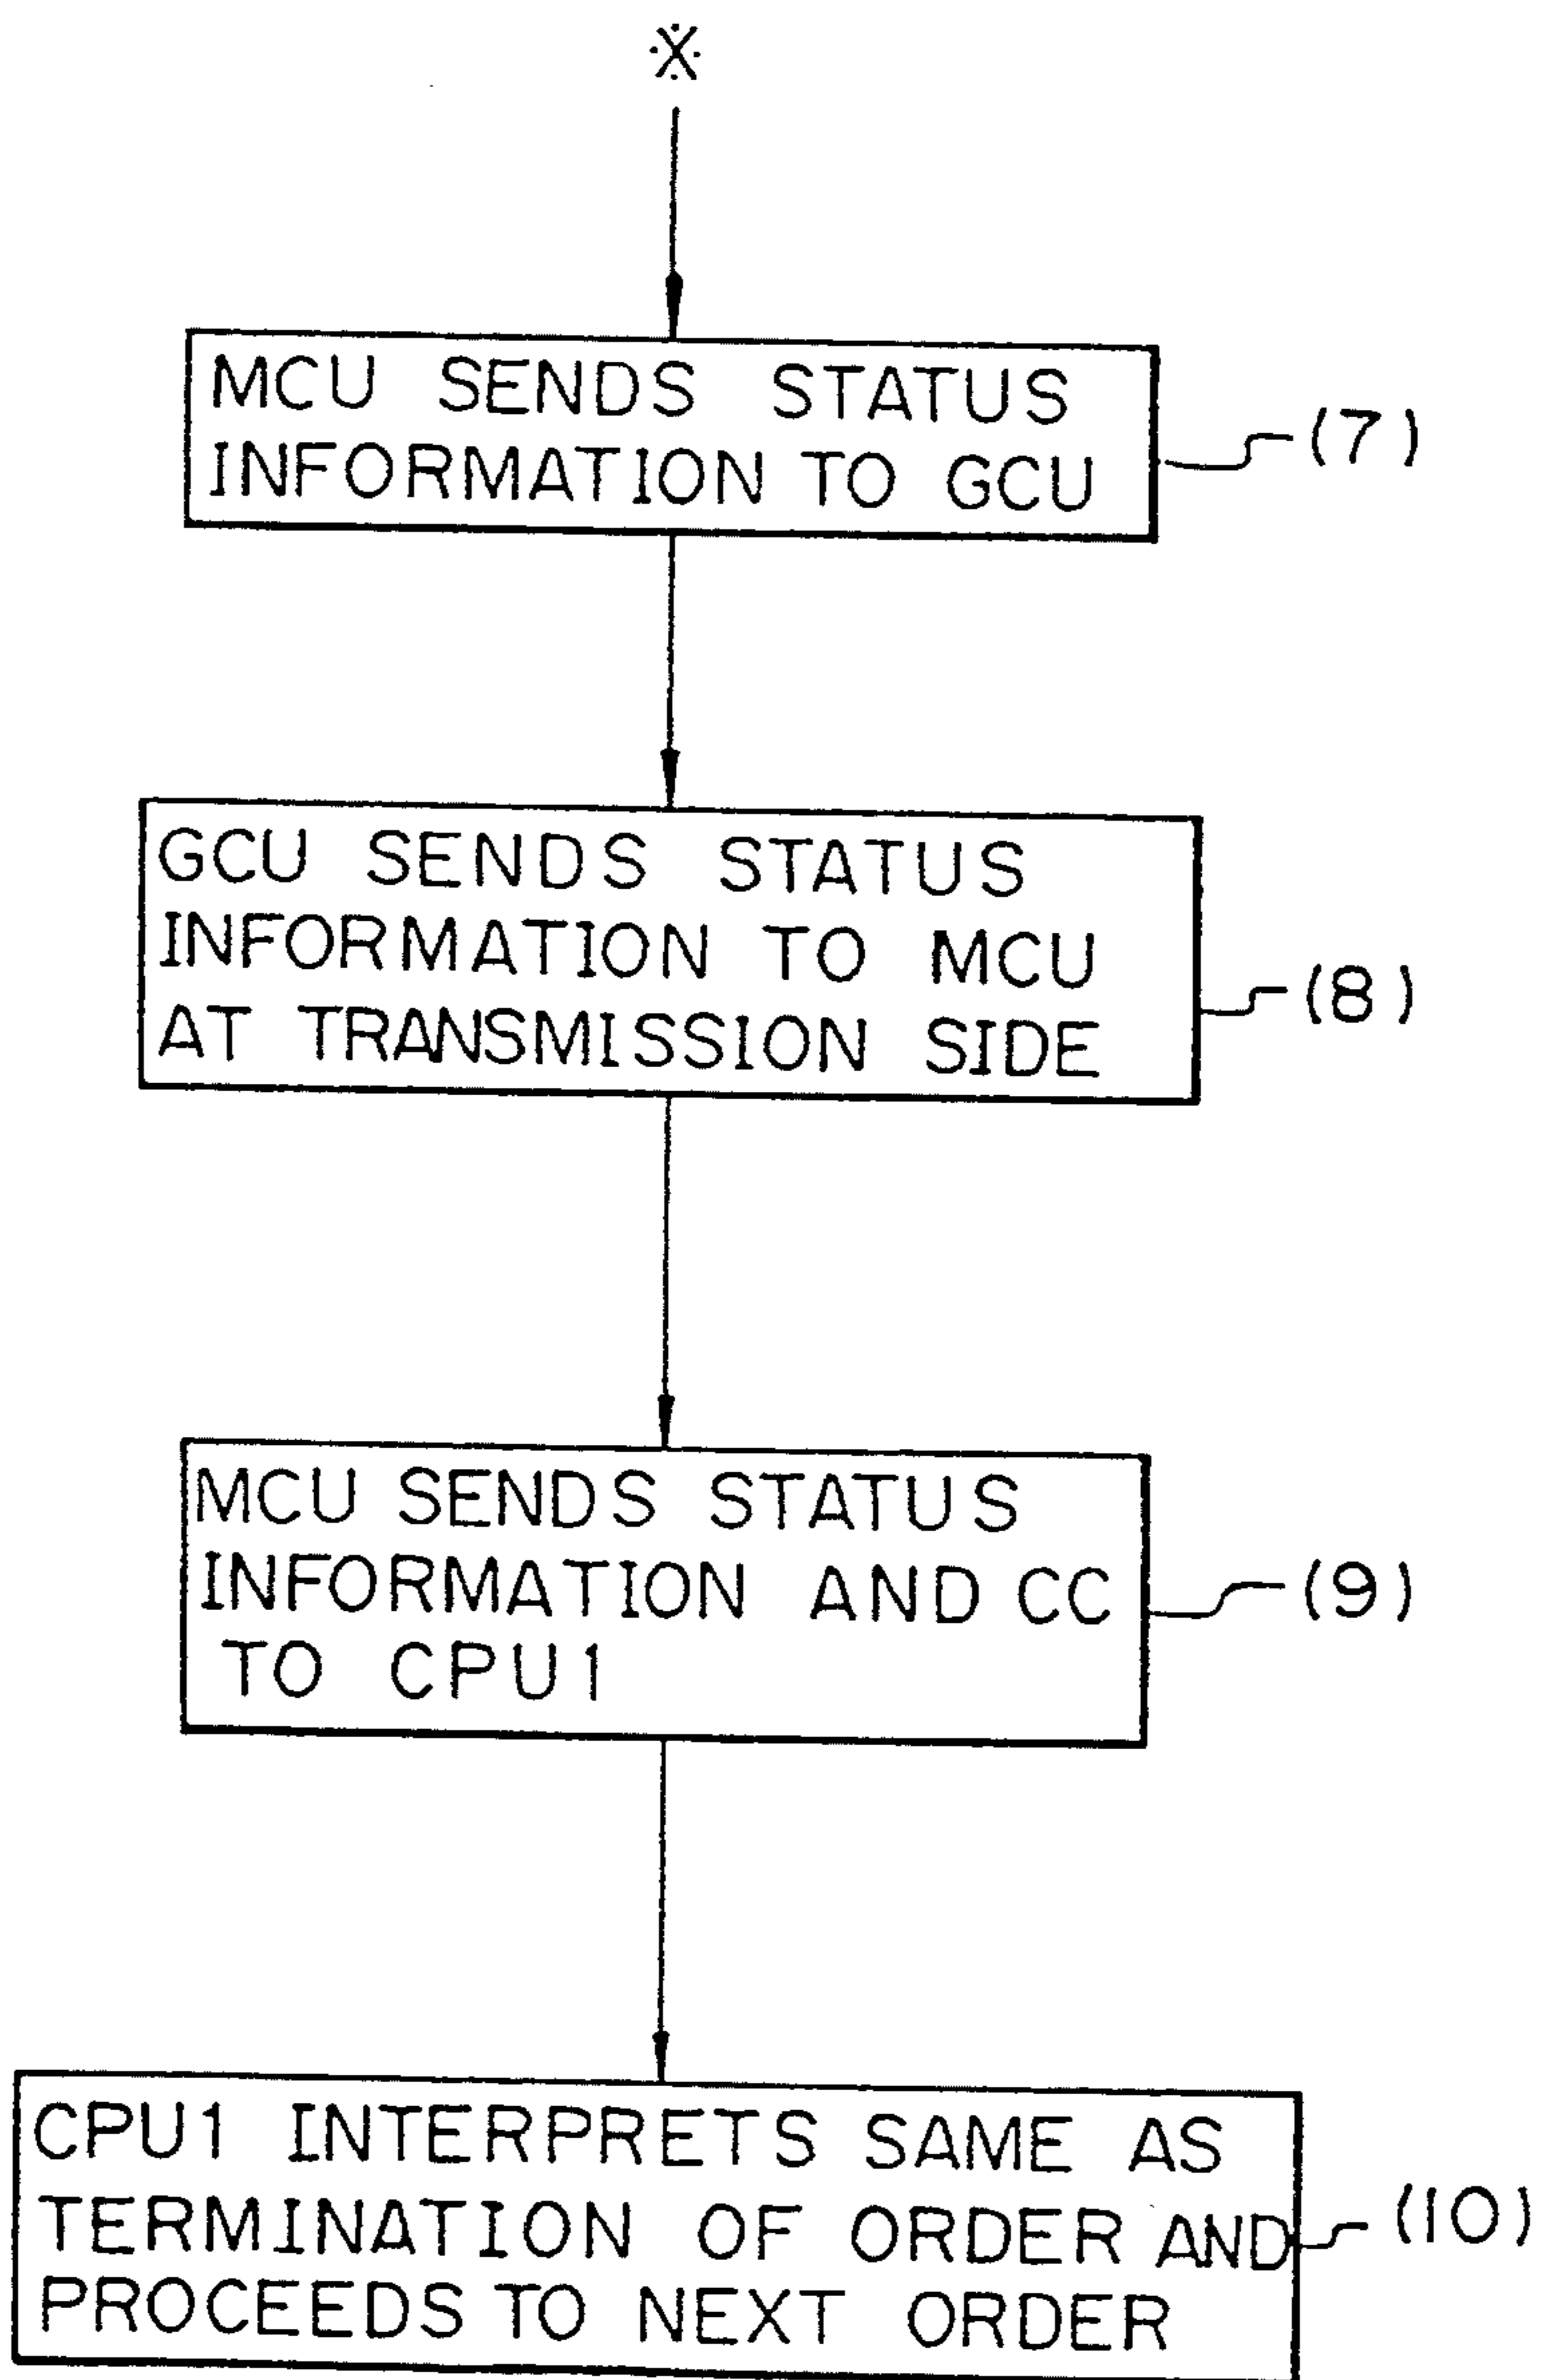 ※
MCU SENDS STATUS
INFORMATION TO GCU
(7)
GCU SENDS STATUS
INFORMATION TO MCU
AT TRANSMISSION SIDE
(8)
MCU SENDS STATUS
INFORMATION AND CC
TO CPU1
(9)
CPU1 INTERPRETS SAME AS
TERMINATION OF ORDER AND
PROCEEDS TO NEXT ORDER
(10)